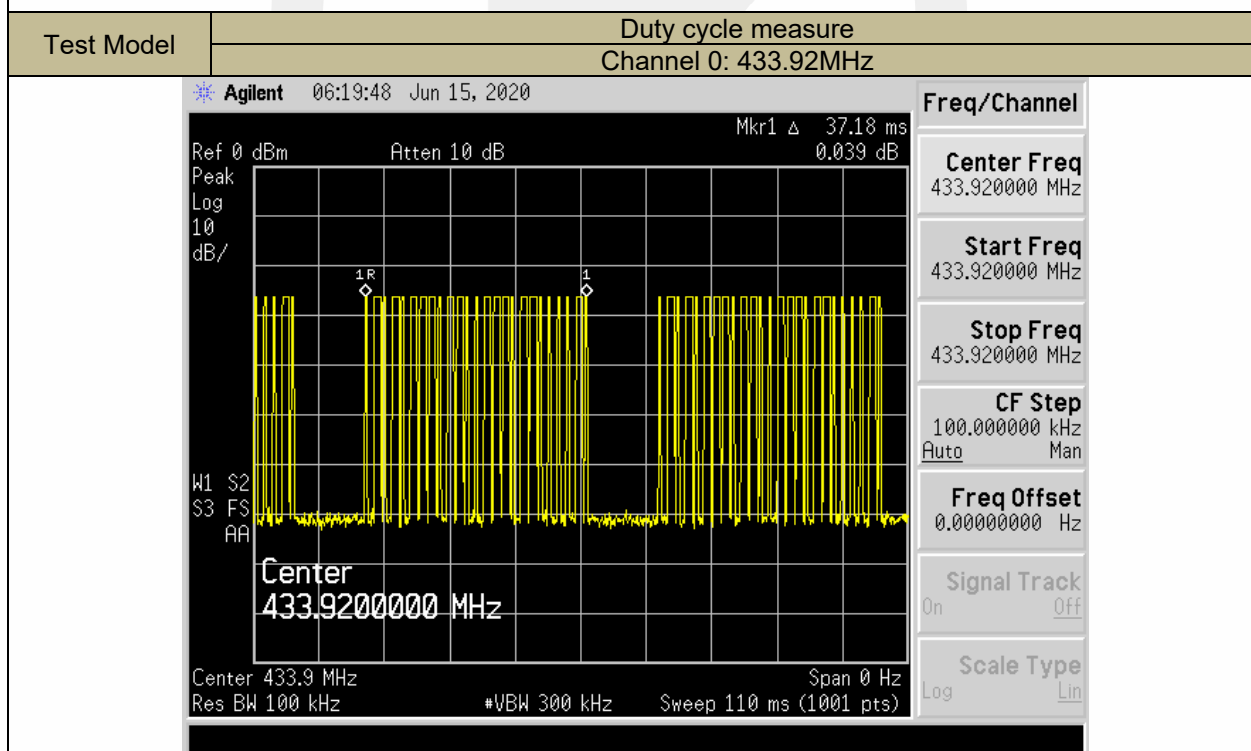 Test Model
Duty cycle measure
Channel 0: 433.92MHz
Agilent 06:19:48 Jun 15, 2020
Mkr1 Δ 37.18 ms
Ref 0 dBm Atten 10 dB 0.039 dB
Peak
Log
10
dB/
1R
1
W1 S2
S3 FS
AA
Center
433.9200000 MHz
Center 433.9 MHz Span 0 Hz
Res BW 100 kHz #VBW 300 kHz Sweep 110 ms (1001 pts)
Freq/Channel
Center Freq
433.920000 MHz
Start Freq
433.920000 MHz
Stop Freq
433.920000 MHz
CF Step
100.000000 kHz
Auto Man
Freq Offset
0.00000000 Hz
Signal Track
On Off
Scale Type
Log Lin